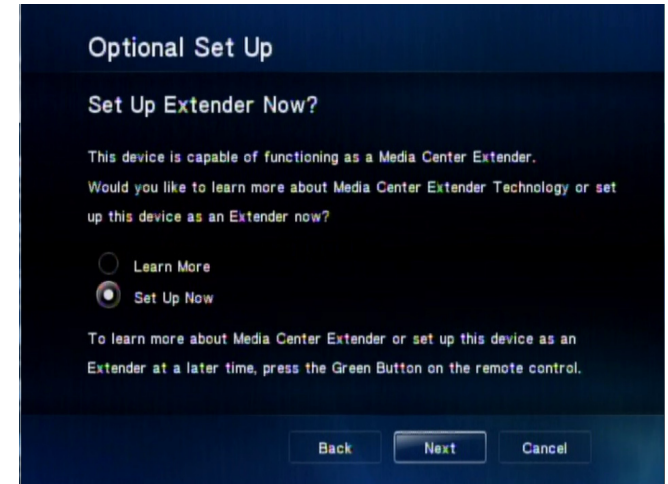 Optional Set Up
Set Up Extender Now?
This device is capable of functioning as a Media Center Extender.
Would you like to learn more about Media Center Extender Technology or set
up this device as an Extender now?
Learn More
Set Up Now
To learn more about Media Center Extender or set up this device as an
Extender at a later time, press the Green Button on the remote control.
Back Next Cancel